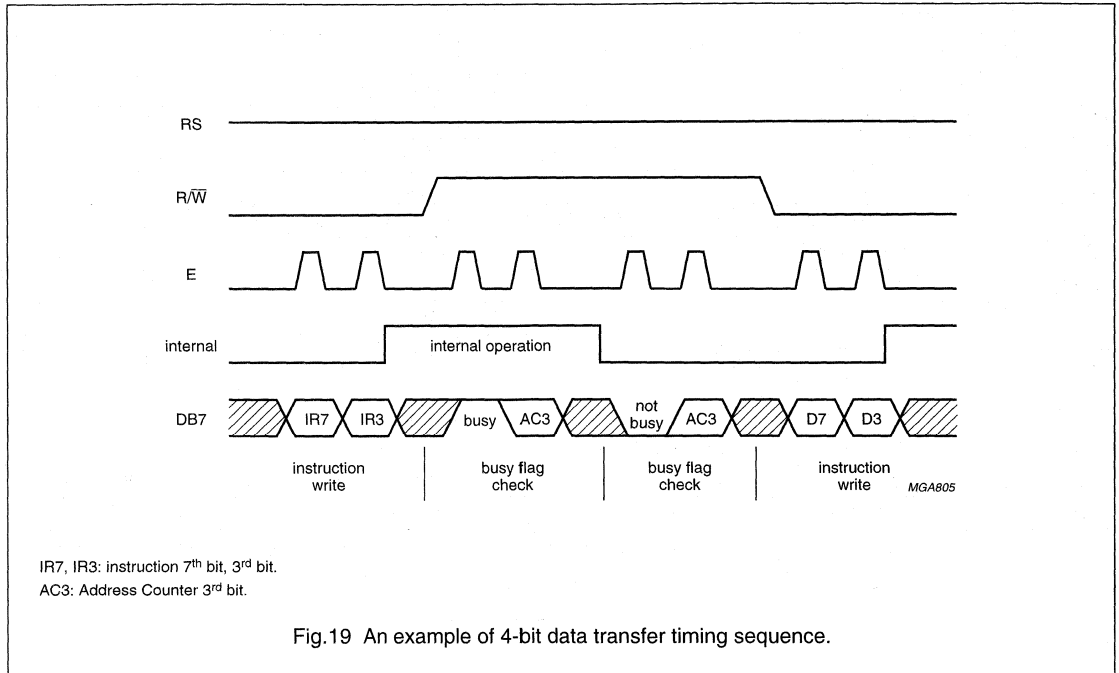 RS
R/W̅
E
internal
internal operation
DB7
IR7
IR3
busy
AC3
not
busy
AC3
D7
D3
instruction
write
busy flag
check
busy flag
check
instruction
write
MGA805
IR7, IR3: instruction 7th bit, 3rd bit.
AC3: Address Counter 3rd bit.
Fig.19 An example of 4-bit data transfer timing sequence.